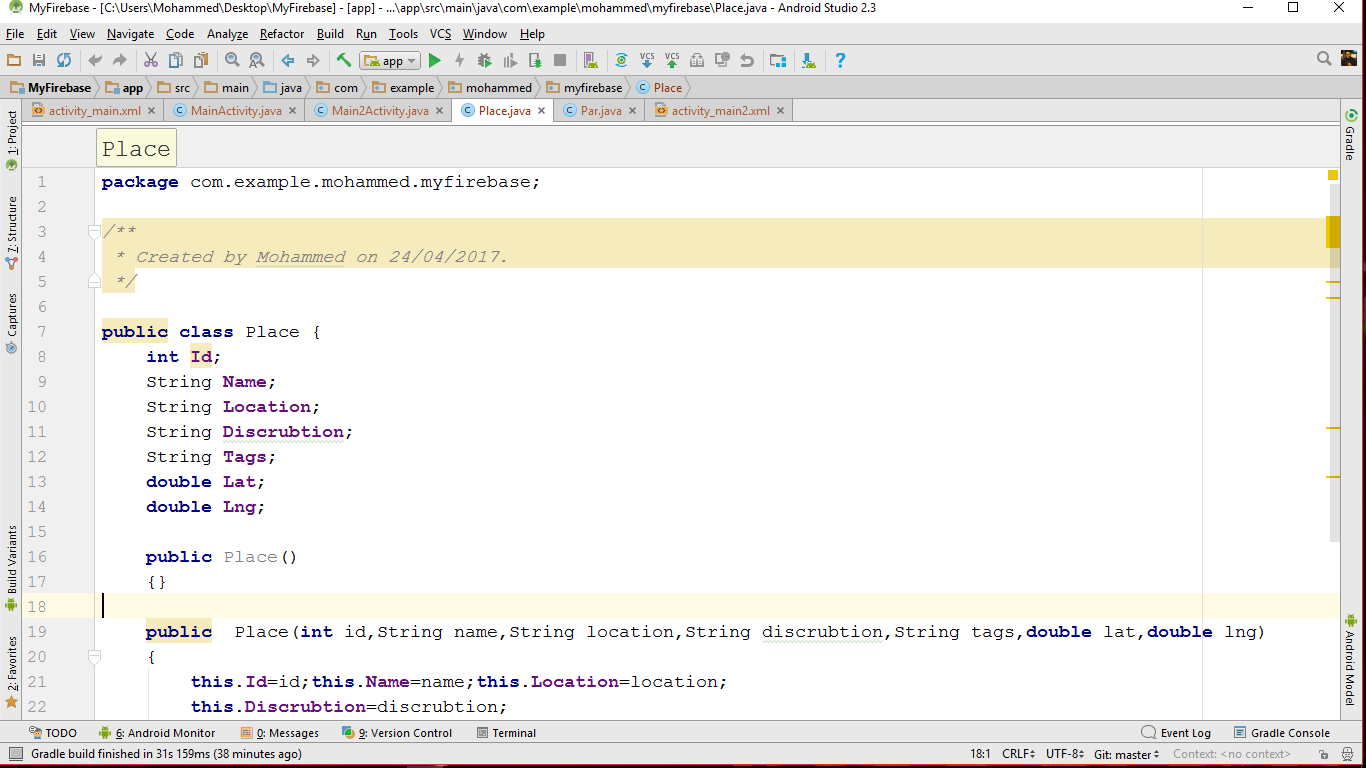 MyFirebase - [C:\Users\Mohammed\Desktop\MyFirebase] - [app] - ...\app\src\main\java\com\example\mohammed\myfirebase\Place.java - Android Studio 2.3
File Edit View Navigate Code Analyze Refactor Build Run Tools VCS Window Help
app VCS VCS ?
MyFirebase app src main java com example mohammed myfirebase Place
activity_main.xml MainActivity.java Main2Activity.java Place.java Par.java activity_main2.xml
1: Project
7: Structure
Captures
Build Variants
2: Favorites
Place
1 package com.example.mohammed.myfirebase;
2
3 /**
4 * Created by Mohammed on 24/04/2017.
5 */
6
7 public class Place {
8 int Id;
9 String Name;
10 String Location;
11 String Discrubtion;
12 String Tags;
13 double Lat;
14 double Lng;
15
16 public Place()
17 {}
18
19 public  Place(int id,String name,String location,String discrubtion,String tags,double lat,double lng)
20 {
21 this.Id=id;this.Name=name;this.Location=location;
22 this.Discrubtion=discrubtion;
Gradle
Android Model
TODO 6: Android Monitor 0: Messages 9: Version Control Terminal Event Log Gradle Console
Gradle build finished in 31s 159ms (38 minutes ago) 18:1 CRLF UTF-8 Git: master Context: <no context>